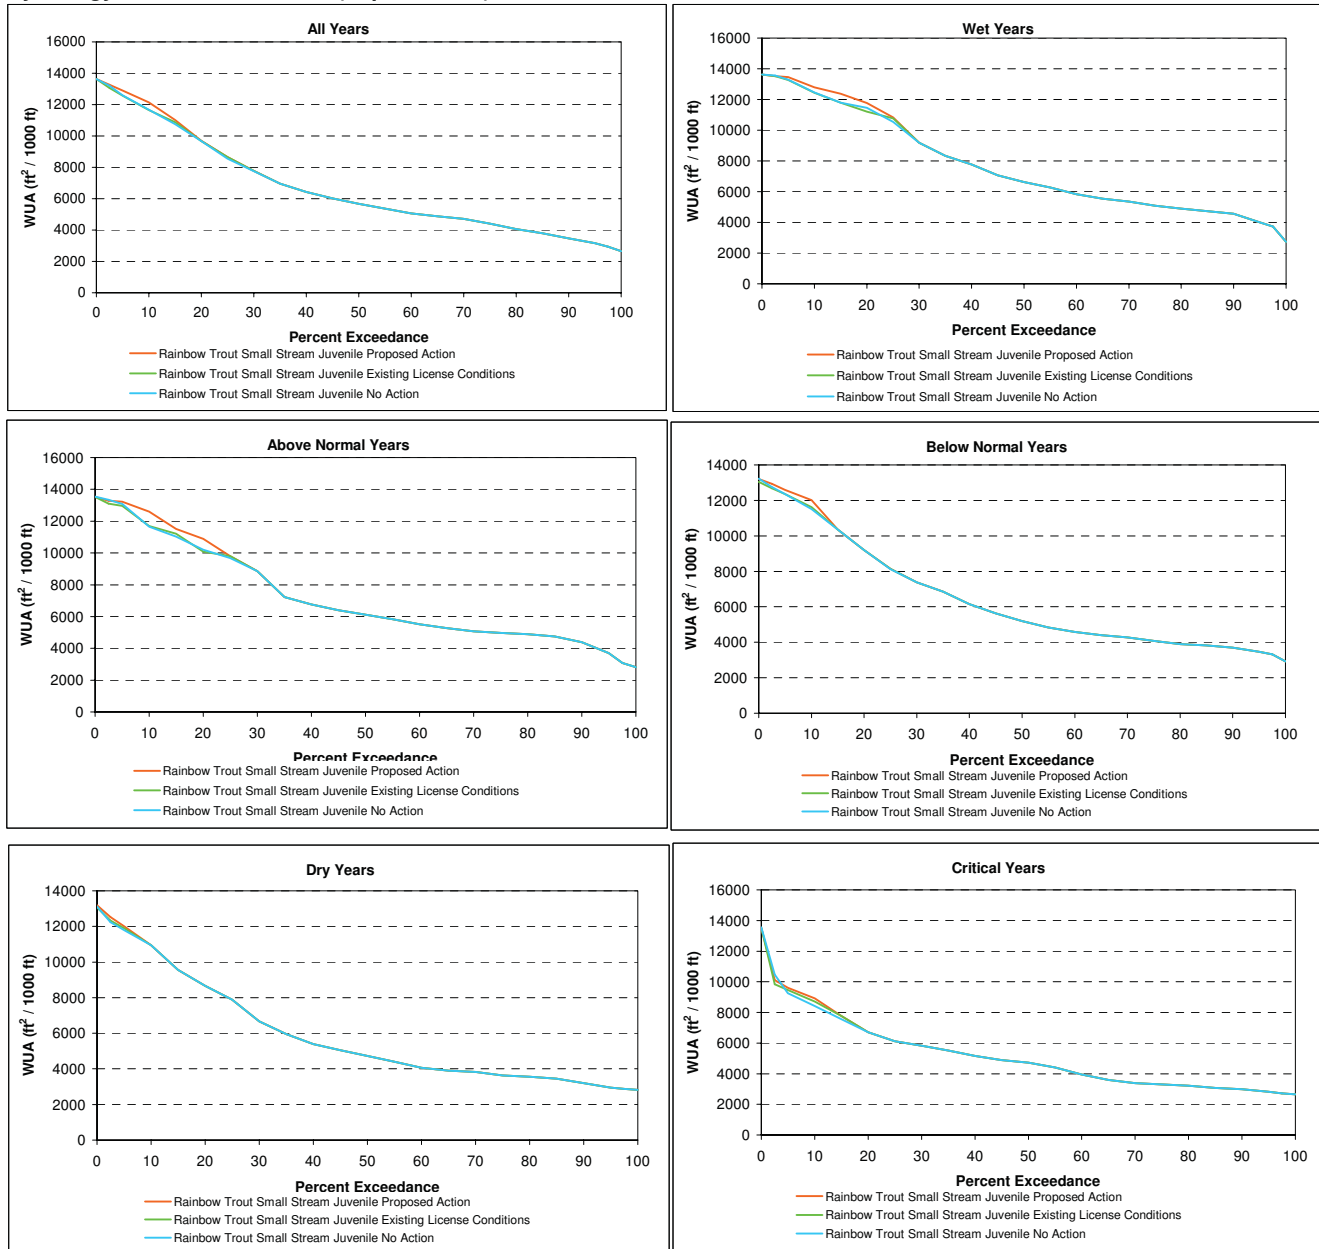 All Years
16000
14000
12000
10000
8000
6000
4000
2000
0
WUA (ft² / 1000 ft)
0 10 20 30 40 50 60 70 80 90 100
Percent Exceedance
Rainbow Trout Small Stream Juvenile Proposed Action
Rainbow Trout Small Stream Juvenile Existing License Conditions
Rainbow Trout Small Stream Juvenile No Action
Wet Years
16000
14000
12000
10000
8000
6000
4000
2000
0
WUA (ft² / 1000 ft)
0 10 20 30 40 50 60 70 80 90 100
Percent Exceedance
Rainbow Trout Small Stream Juvenile Proposed Action
Rainbow Trout Small Stream Juvenile Existing License Conditions
Rainbow Trout Small Stream Juvenile No Action
Above Normal Years
16000
14000
12000
10000
8000
6000
4000
2000
0
WUA (ft² / 1000 ft)
0 10 20 30 40 50 60 70 80 90 100
Percent Exceedance
Rainbow Trout Small Stream Juvenile Proposed Action
Rainbow Trout Small Stream Juvenile Existing License Conditions
Rainbow Trout Small Stream Juvenile No Action
Below Normal Years
14000
12000
10000
8000
6000
4000
2000
0
WUA (ft² / 1000 ft)
0 10 20 30 40 50 60 70 80 90 100
Percent Exceedance
Rainbow Trout Small Stream Juvenile Proposed Action
Rainbow Trout Small Stream Juvenile Existing License Conditions
Rainbow Trout Small Stream Juvenile No Action
Dry Years
14000
12000
10000
8000
6000
4000
2000
0
WUA (ft² / 1000 ft)
0 10 20 30 40 50 60 70 80 90 100
Percent Exceedance
Rainbow Trout Small Stream Juvenile Proposed Action
Rainbow Trout Small Stream Juvenile Existing License Conditions
Rainbow Trout Small Stream Juvenile No Action
Critical Years
16000
14000
12000
10000
8000
6000
4000
2000
0
WUA (ft² / 1000 ft)
0 10 20 30 40 50 60 70 80 90 100
Percent Exceedance
Rainbow Trout Small Stream Juvenile Proposed Action
Rainbow Trout Small Stream Juvenile Existing License Conditions
Rainbow Trout Small Stream Juvenile No Action